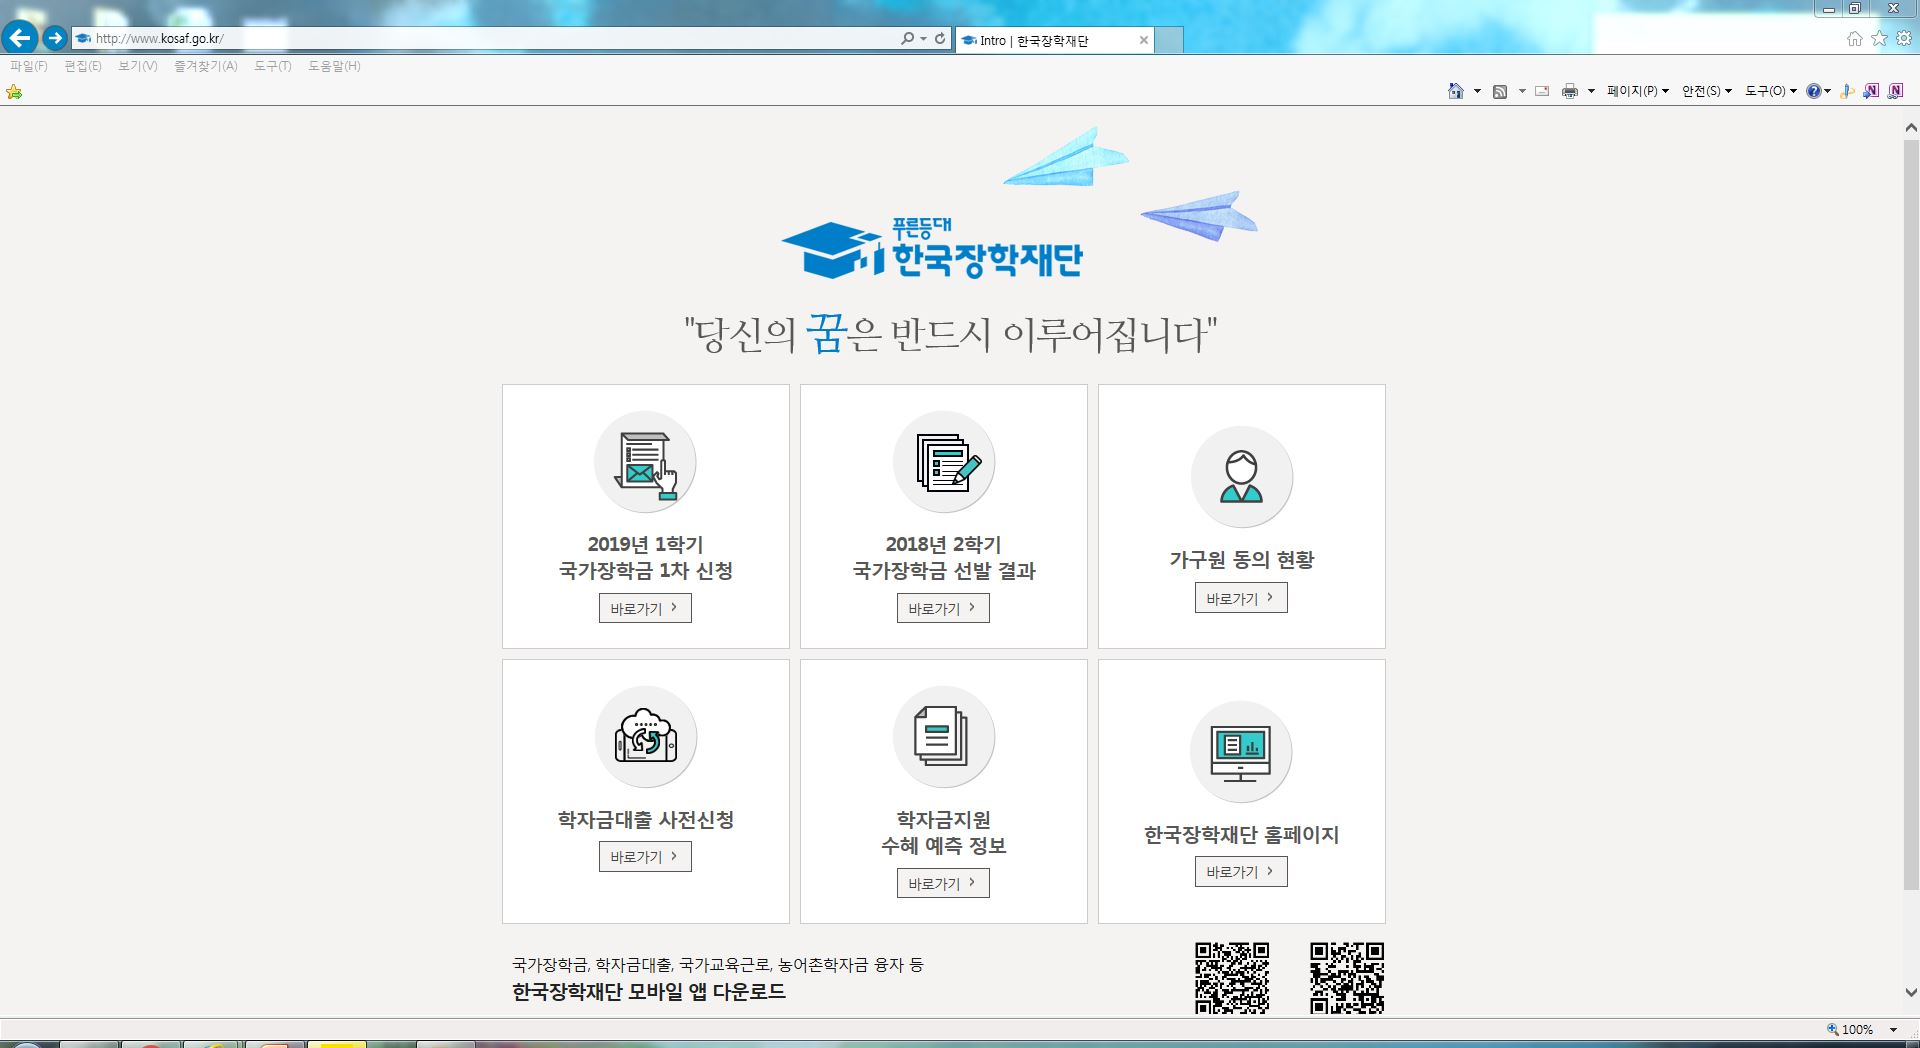 http://www.kosaf.go.kr/
Intro | 한국장학재단
파일(F) 편집(E) 보기(V) 즐겨찾기(A) 도구(T) 도움말(H)
페이지(P) 안전(S) 도구(O)
푸른등대
한국장학재단
"당신의 꿈은 반드시 이루어집니다"
2019년 1학기
국가장학금 1차 신청
바로가기
2018년 2학기
국가장학금 선발 결과
바로가기
가구원 동의 현황
바로가기
학자금대출 사전신청
바로가기
학자금지원
수혜 예측 정보
바로가기
한국장학재단 홈페이지
바로가기
국가장학금, 학자금대출, 국가교육근로, 농어촌학자금 융자 등
한국장학재단 모바일 앱 다운로드
100%